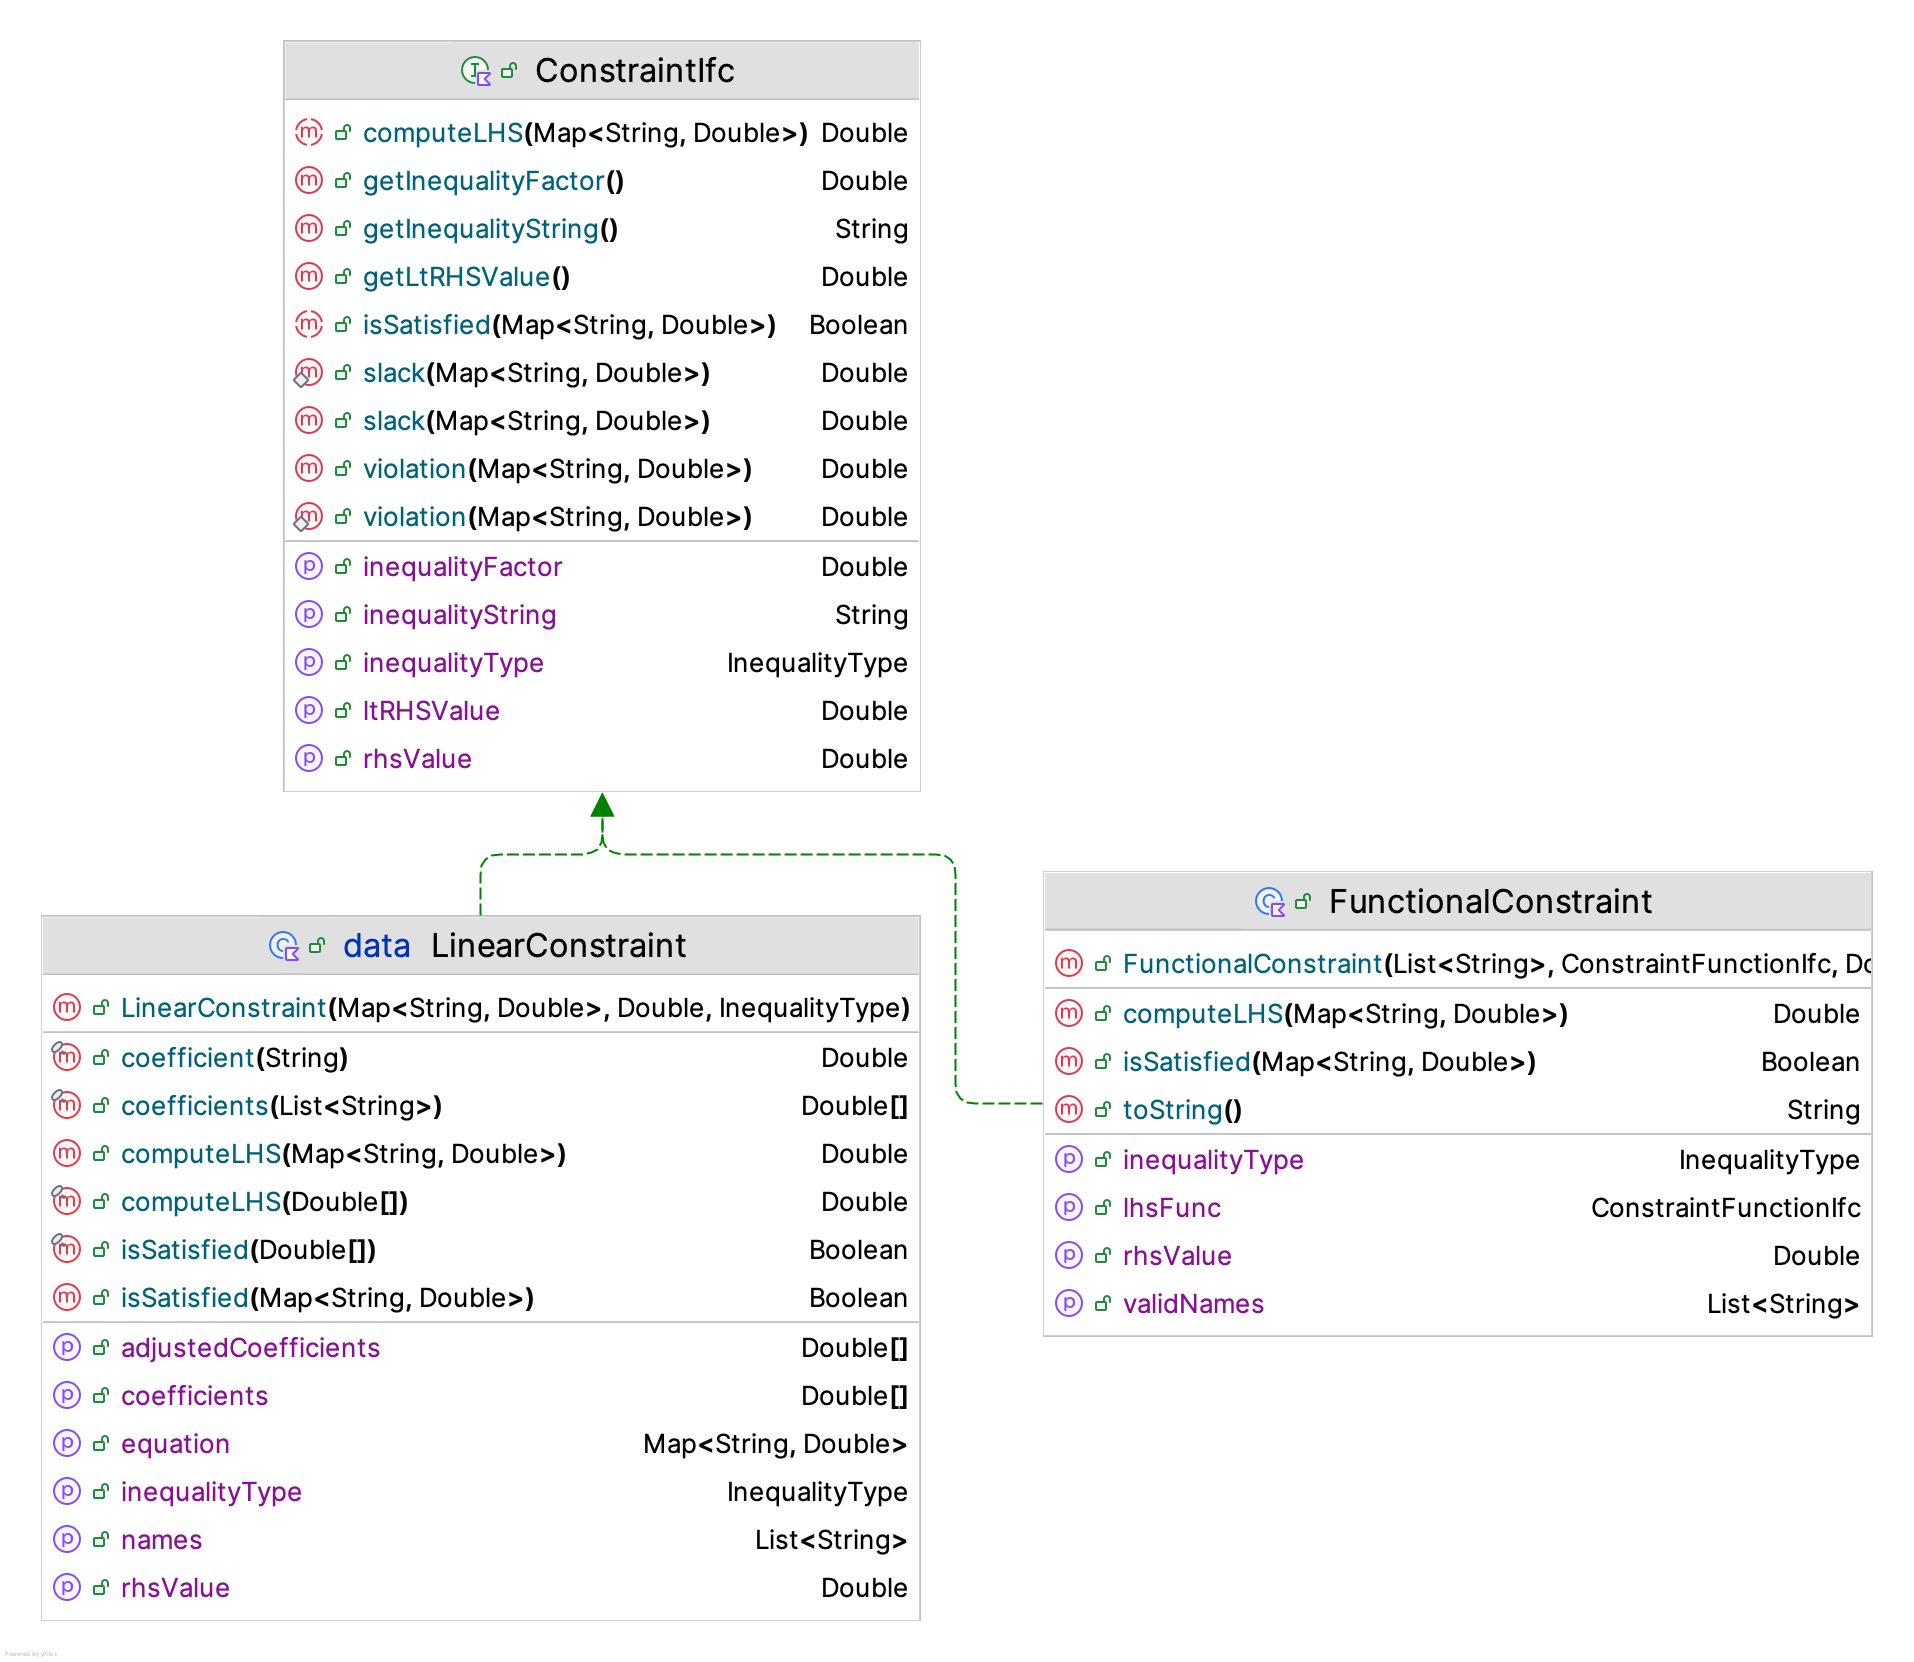 ConstraintIfc
computeLHS(Map<String, Double>) Double
getInequalityFactor() Double
getInequalityString() String
getLtRHSValue() Double
isSatisfied(Map<String, Double>) Boolean
slack(Map<String, Double>) Double
slack(Map<String, Double>) Double
violation(Map<String, Double>) Double
violation(Map<String, Double>) Double
inequalityFactor Double
inequalityString String
inequalityType InequalityType
ltRHSValue Double
rhsValue Double
data LinearConstraint
LinearConstraint(Map<String, Double>, Double, InequalityType)
coefficient(String) Double
coefficients(List<String>) Double[]
computeLHS(Map<String, Double>) Double
computeLHS(Double[]) Double
isSatisfied(Double[]) Boolean
isSatisfied(Map<String, Double>) Boolean
adjustedCoefficients Double[]
coefficients Double[]
equation Map<String, Double>
inequalityType InequalityType
names List<String>
rhsValue Double
FunctionalConstraint
FunctionalConstraint(List<String>, ConstraintFunctionIfc,
computeLHS(Map<String, Double>) Double
isSatisfied(Map<String, Double>) Boolean
toString() String
inequalityType InequalityType
lhsFunc ConstraintFunctionIfc
rhsValue Double
validNames List<String>
Powered by yFiles